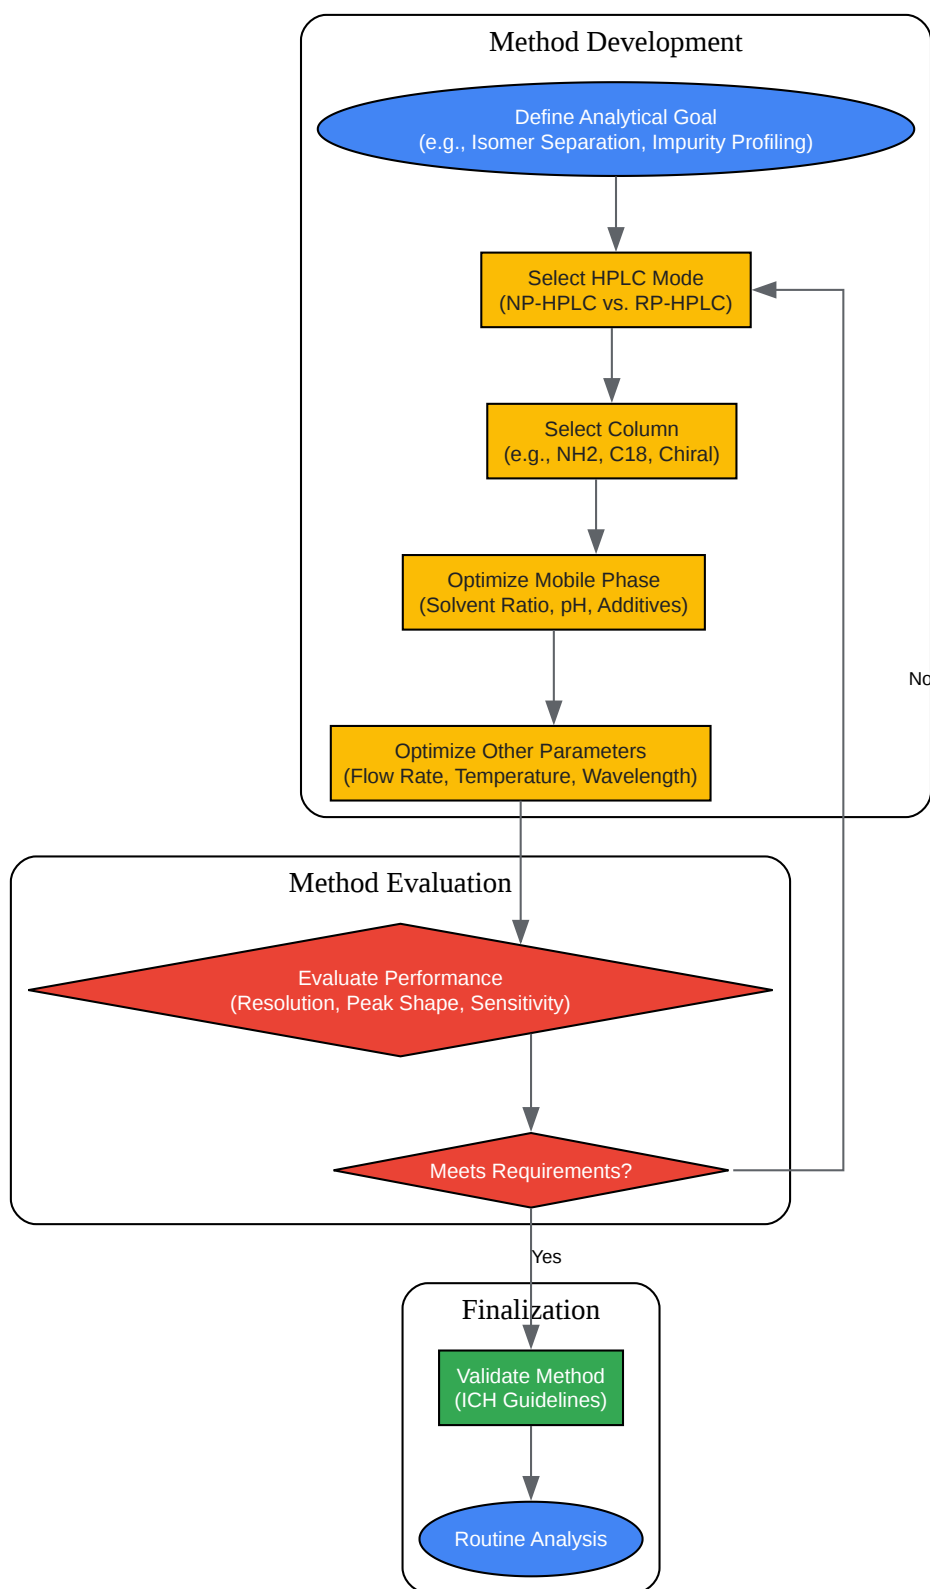 Method Development
Define Analytical Goal
(e.g., Isomer Separation, Impurity Profiling)
Select HPLC Mode
(NP-HPLC vs. RP-HPLC)
Select Column
(e.g., NH2, C18, Chiral)
Optimize Mobile Phase
(Solvent Ratio, pH, Additives)
No
Optimize Other Parameters
(Flow Rate, Temperature, Wavelength)
Method Evaluation
Evaluate Performance
(Resolution, Peak Shape, Sensitivity)
Meets Requirements?
Yes
Finalization
Validate Method
(ICH Guidelines)
Routine Analysis